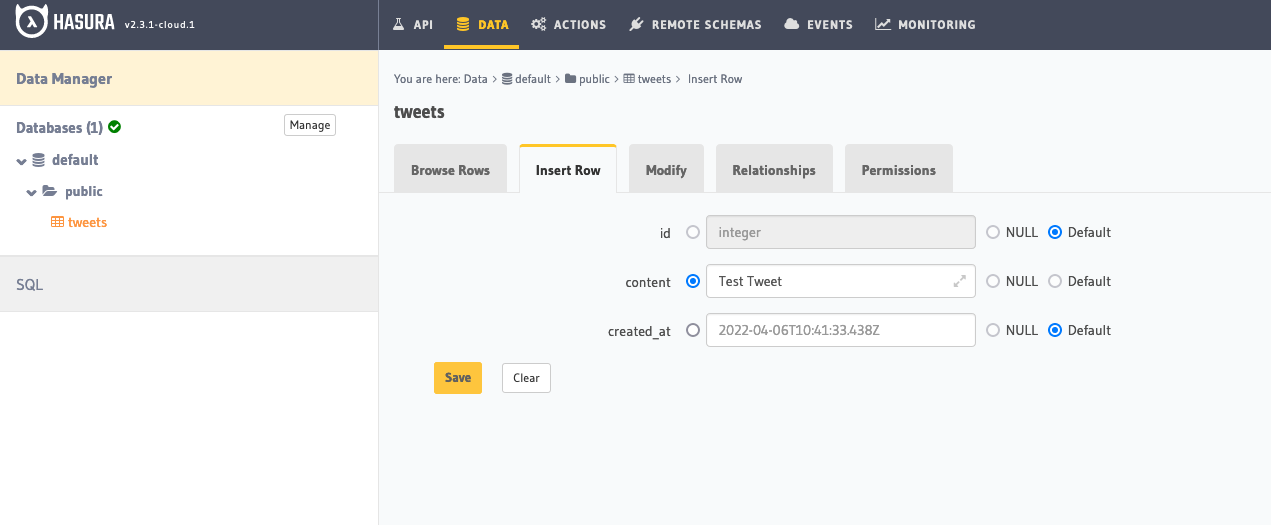 HASURA v2.3.1-cloud.1
API DATA ACTIONS REMOTE SCHEMAS EVENTS MONITORING
Data Manager
Databases (1) Manage
default
public
tweets
SQL
You are here: Data > default > public > tweets > Insert Row
tweets
Browse Rows Insert Row Modify Relationships Permissions
id integer NULL Default
content Test Tweet NULL Default
created_at 2022-04-06T10:41:33.438Z NULL Default
Save Clear